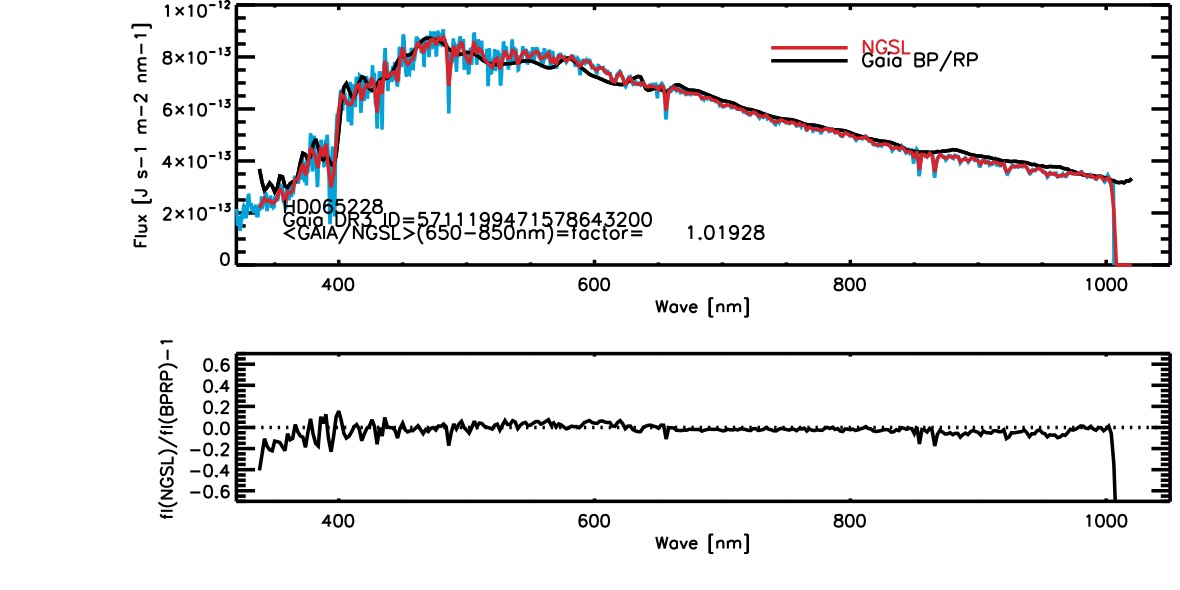 1×10−12
8×10−13
6×10−13
4×10−13
2×10−13
0
Flux [J s−1 m−2 nm−1]
NGSL
Gaia BP/RP
HD065228
Gaia DR3 ID=5711199471578643200
<GAIA/NGSL>(650−850nm)=factor= 1.01928
400 600 800 1000
Wave [nm]
fl(NGSL)/fl(BPRP)−1
0.6
0.4
0.2
0.0
−0.2
−0.4
−0.6
400 600 800 1000
Wave [nm]